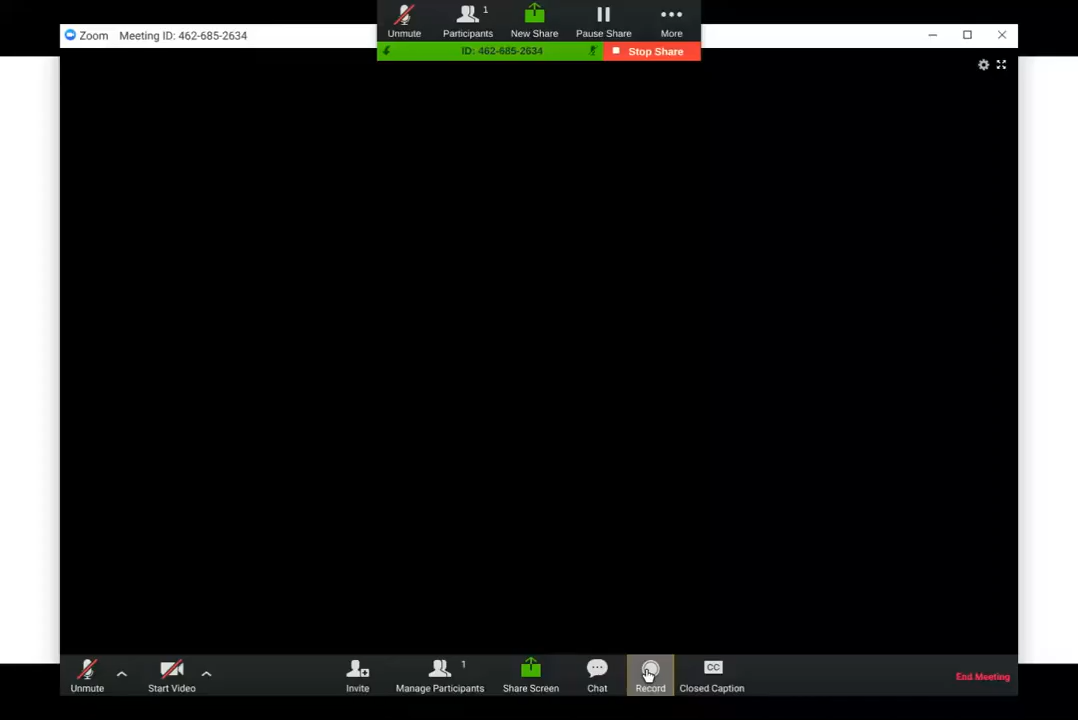 Unmute
1
Participants
New Share
Pause Share
More
Zoom Meeting ID: 462-685-2634
ID: 462-685-2634
Stop Share
Unmute
Start Video
Invite
1
Manage Participants
Share Screen
Chat
Record
CC
Closed Caption
End Meeting